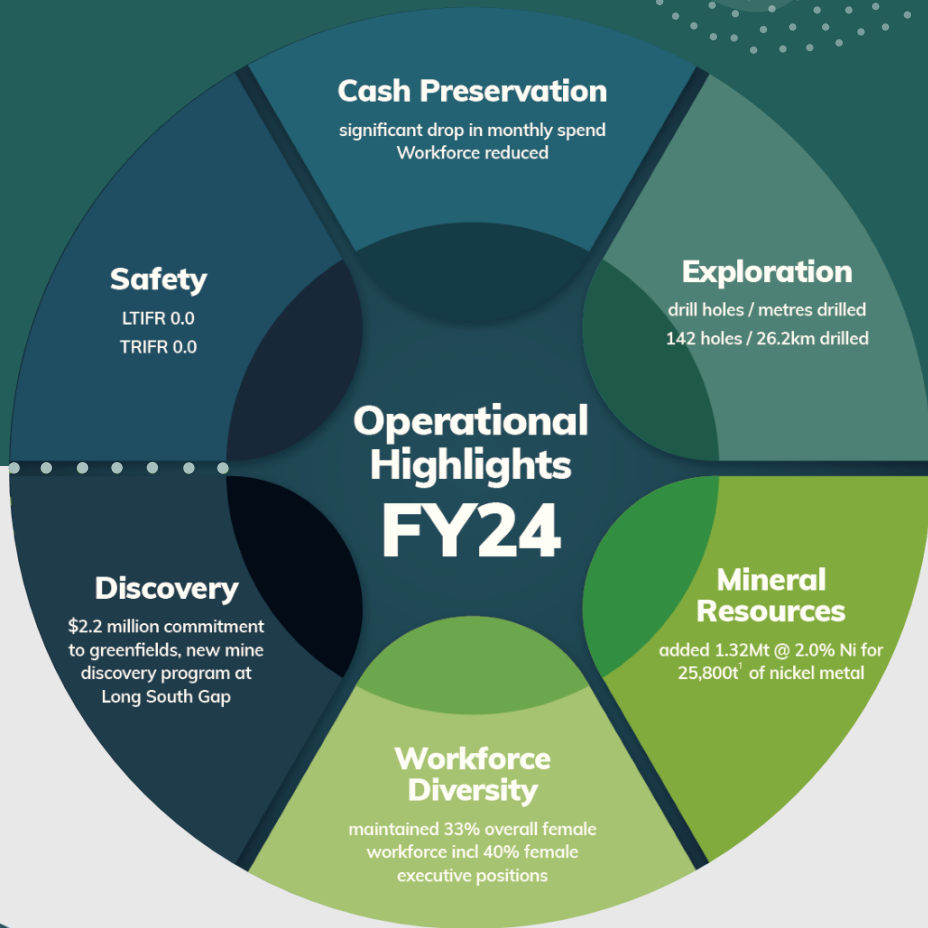 Cash Preservation
significant drop in monthly spend
Workforce reduced
Safety
LTIFR 0.0
TRIFR 0.0
Exploration
drill holes / metres drilled
142 holes / 26.2km drilled
Operational
Highlights
FY24
Discovery
$2.2 million commitment
to greenfields, new mine
discovery program at
Long South Gap
Mineral
Resources
added 1.32Mt @ 2.0% Ni for
25,800t¹ of nickel metal
Workforce
Diversity
maintained 33% overall female
workforce incl 40% female
executive positions